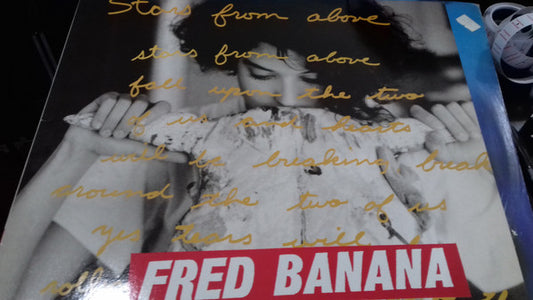 Stars from above
stars from above
fall upon the two
of us and hearts
will be breaking, break
around the two of us
yes tears will
roll
FRED BANANA